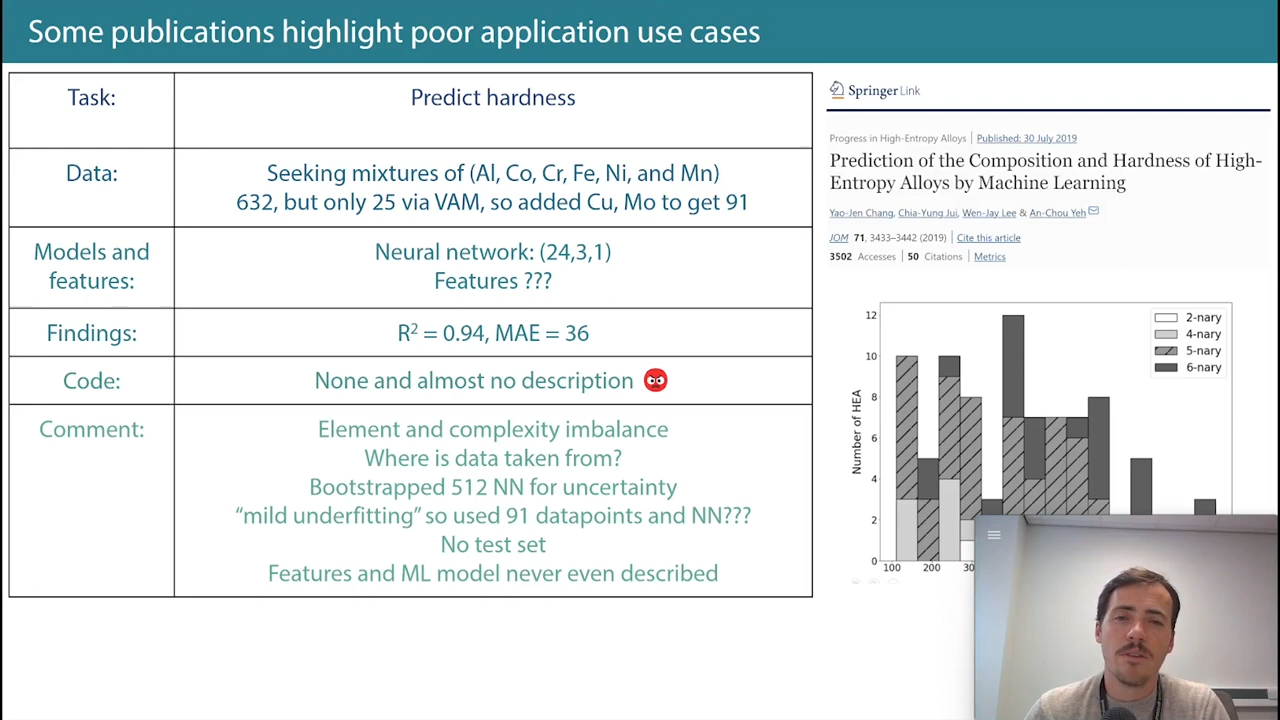 Some publications highlight poor application use cases
Task:
Predict hardness
Data:
Seeking mixtures of (Al, Co, Cr, Fe, Ni, and Mn)
632, but only 25 via VAM, so added Cu, Mo to get 91
Models and
features:
Neural network: (24,3,1)
Features ???
Findings:
R² = 0.94, MAE = 36
Code:
None and almost no description 😡
Comment:
Element and complexity imbalance
Where is data taken from?
Bootstrapped 512 NN for uncertainty
“mild underfitting” so used 91 datapoints and NN???
No test set
Features and ML model never even described
Springer Link
Progress in High-Entropy Alloys | Published: 30 July 2019
Prediction of the Composition and Hardness of High-
Entropy Alloys by Machine Learning
Yao-Jen Chang, Chia-Yung Jui, Wen-Jay Lee & An-Chou Yeh
JOM 71, 3433–3442 (2019) | Cite this article
3502 Accesses | 50 Citations | Metrics
2-nary
4-nary
5-nary
6-nary
Number of HEA
12
10
8
6
4
2
0
100 200 30